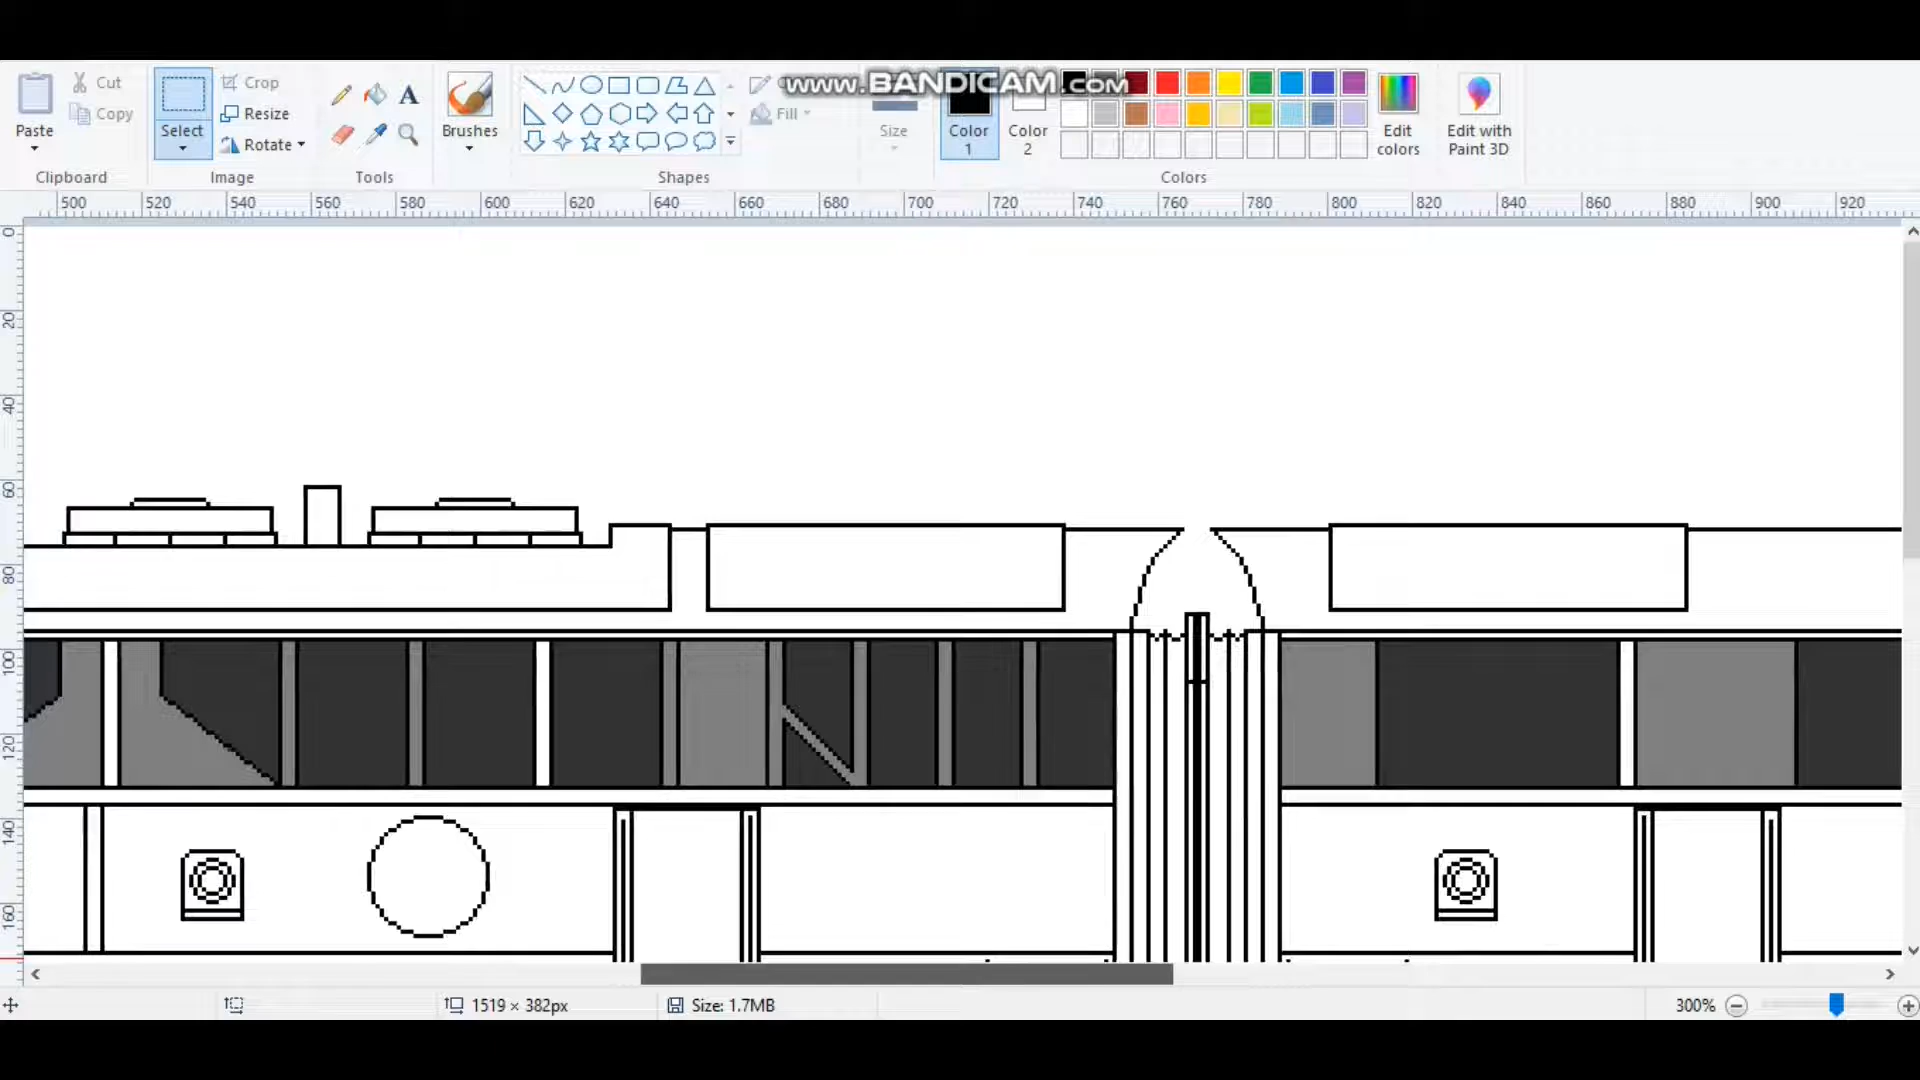 www.BANDICAM.com
Paste
Cut
Copy
Clipboard
Select
Crop
Resize
Rotate
Image
A
Tools
Brushes
Shapes
Fill
Size
Color
1
Color
2
Colors
Edit
colors
Edit with
Paint 3D
500 520 540 560 580 600 620 640 660 680 700 720 740 760 780 800 820 840 860 880 900 920
0
20
40
60
80
100
120
140
160
1519 × 382px
Size: 1.7MB
300%